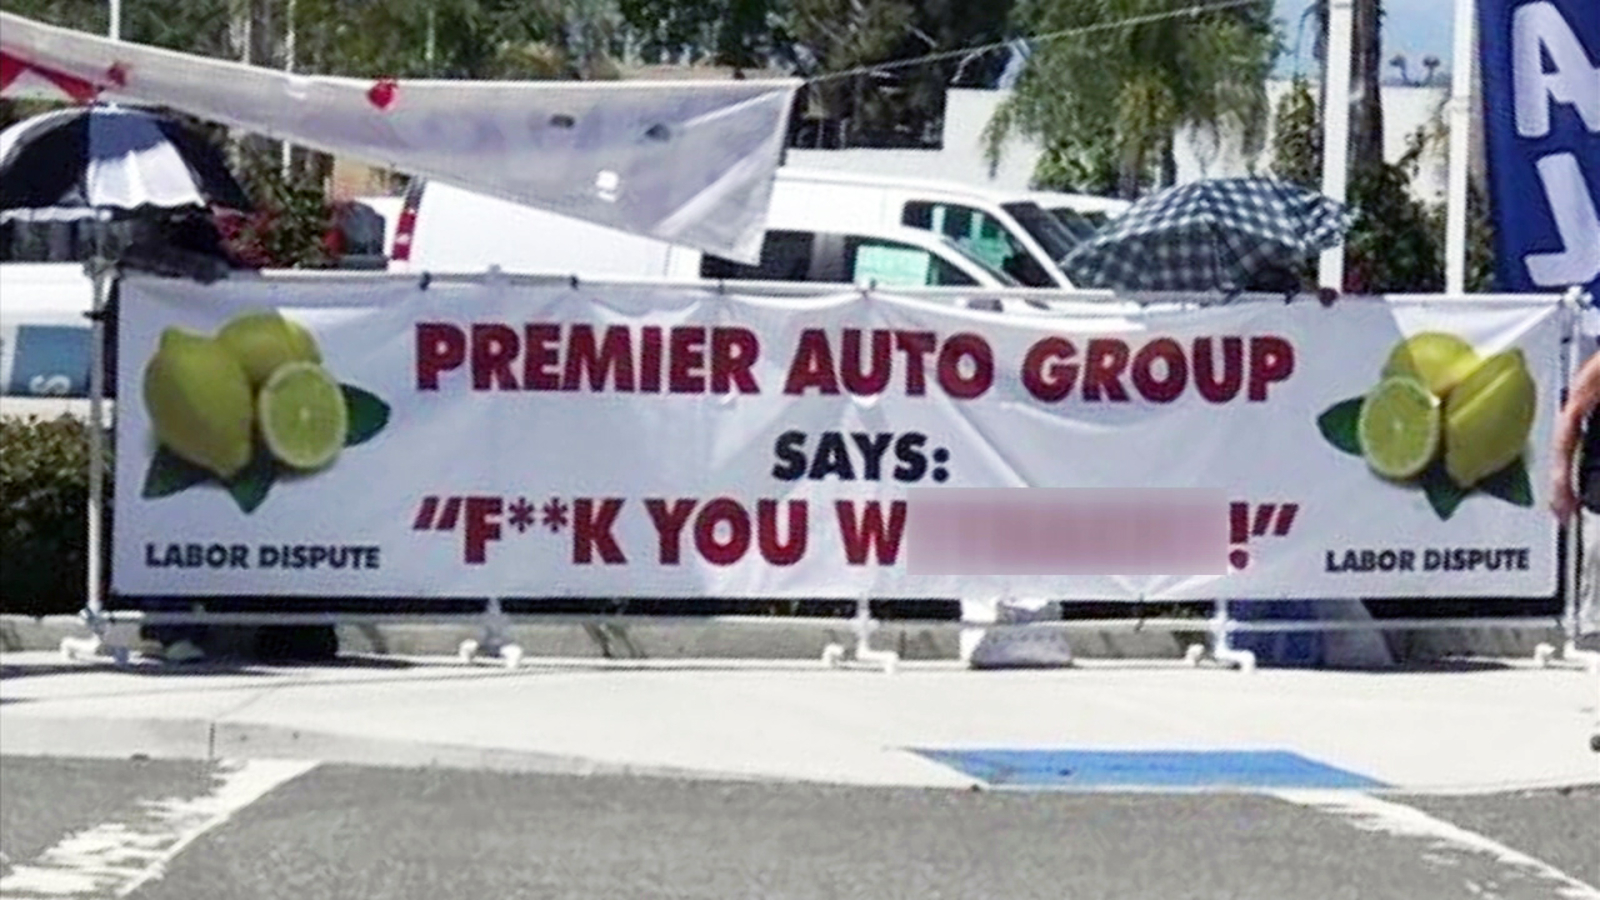 PREMIER AUTO GROUP
SAYS:
"F**K YOU W !"
LABOR DISPUTE
LABOR DISPUTE
A
J